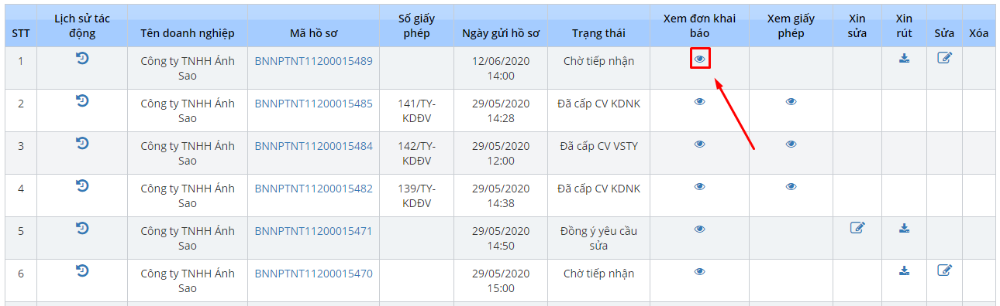 STT
Lịch sử tác
động
Tên doanh nghiệp
Mã hồ sơ
Số giấy
phép
Ngày gửi hồ sơ
Trạng thái
Xem đơn khai
báo
Xem giấy
phép
Xin
sửa
Xin
rút
Sửa
Xóa
1
Công ty TNHH Ánh
Sao
BNNPTNT11200015489
12/06/2020
14:00
Chờ tiếp nhận
2
Công ty TNHH Ánh
Sao
BNNPTNT11200015485
141/TY-
KDĐV
29/05/2020
14:28
Đã cấp CV KDNK
3
Công ty TNHH Ánh
Sao
BNNPTNT11200015484
142/TY-
KDĐV
29/05/2020
12:00
Đã cấp CV VSTY
4
Công ty TNHH Ánh
Sao
BNNPTNT11200015482
139/TY-
KDĐV
29/05/2020
14:38
Đã cấp CV KDNK
5
Công ty TNHH Ánh
Sao
BNNPTNT11200015471
29/05/2020
14:50
Đồng ý yêu cầu
sửa
6
Công ty TNHH Ánh
Sao
BNNPTNT11200015470
29/05/2020
15:00
Chờ tiếp nhận